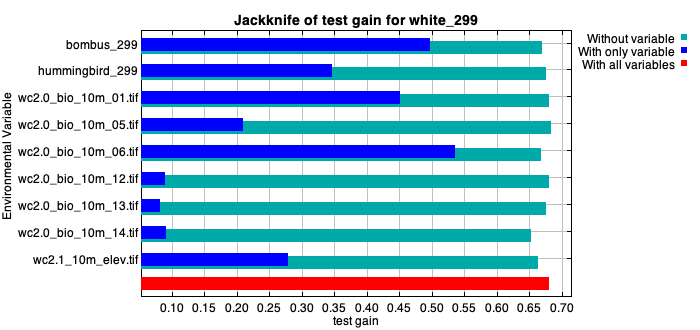 Jackknife of test gain for white_299
Without variable
With only variable
With all variables
Environmental Variable
bombus_299
hummingbird_299
wc2.0_bio_10m_01.tif
wc2.0_bio_10m_05.tif
wc2.0_bio_10m_06.tif
wc2.0_bio_10m_12.tif
wc2.0_bio_10m_13.tif
wc2.0_bio_10m_14.tif
wc2.1_10m_elev.tif
0.10 0.15 0.20 0.25 0.30 0.35 0.40 0.45 0.50 0.55 0.60 0.65 0.70
test gain